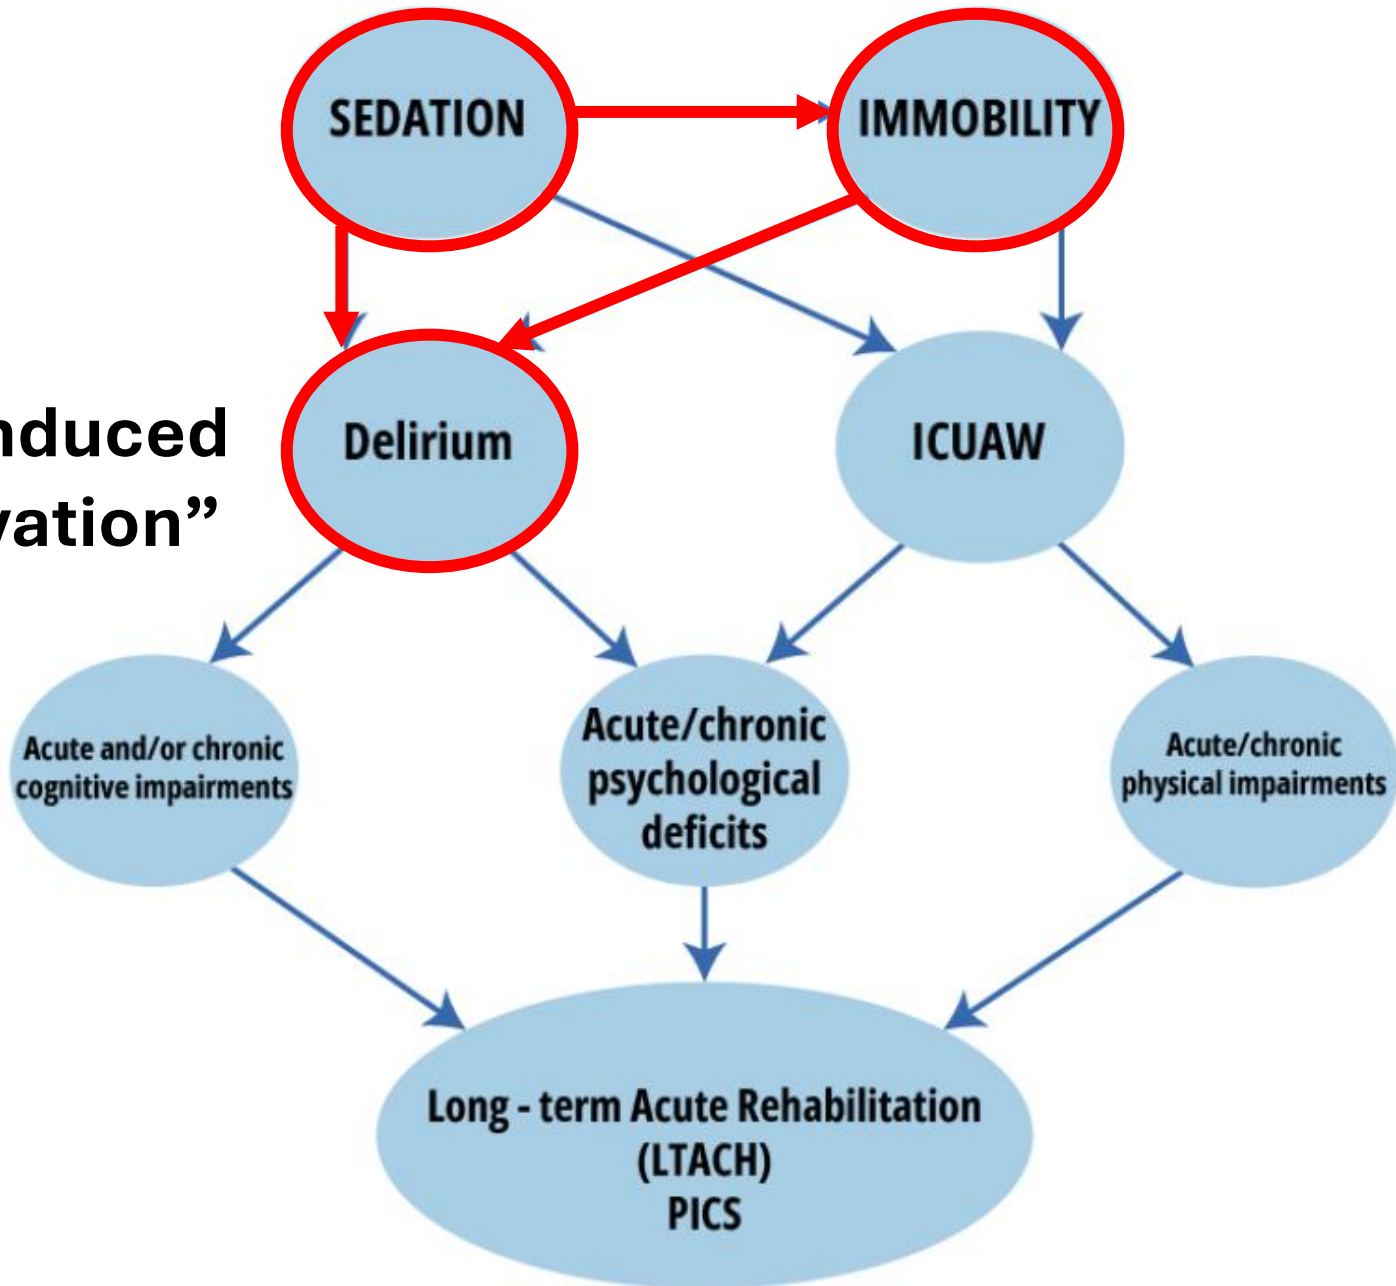 SEDATION
IMMOBILITY
nduced
vation”
Delirium
ICUAW
Acute and/or chronic
cognitive impairments
Acute/chronic
psychological
deficits
Acute/chronic
physical impairments
Long - term Acute Rehabilitation
(LTACH)
PICS